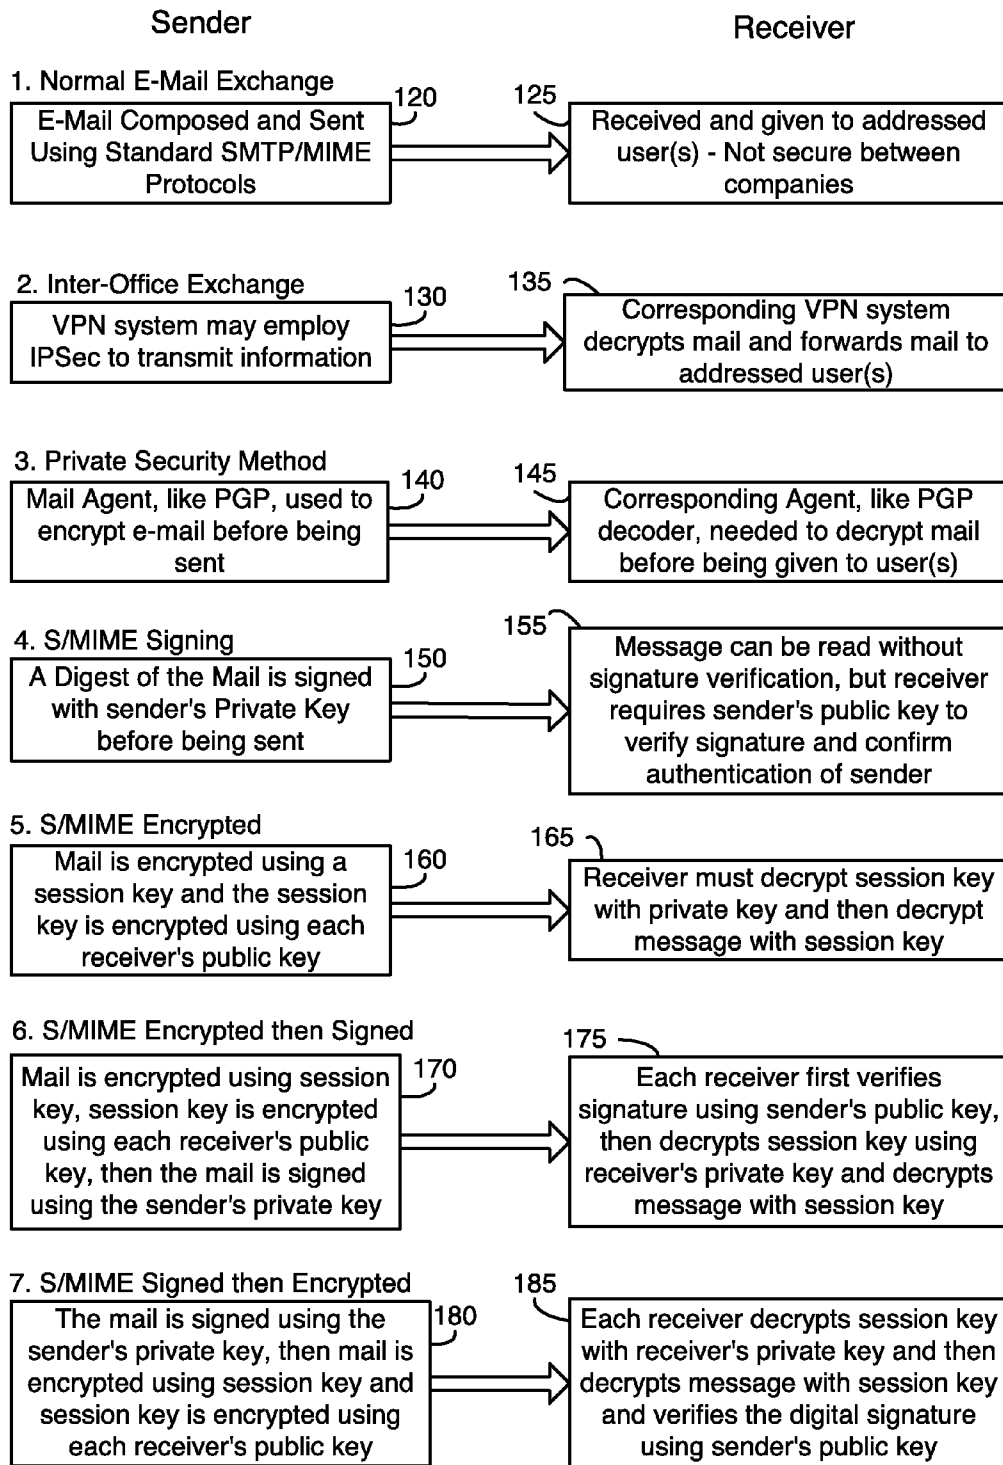 Sender
Receiver
1. Normal E-Mail Exchange
120
125
E-Mail Composed and Sent
Using Standard SMTP/MIME
Protocols
Received and given to addressed
user(s) - Not secure between
companies
2. Inter-Office Exchange
130
135
VPN system may employ
IPSec to transmit information
Corresponding VPN system
decrypts mail and forwards mail to
addressed user(s)
3. Private Security Method
140
145
Mail Agent, like PGP, used to
encrypt e-mail before being
sent
Corresponding Agent, like PGP
decoder, needed to decrypt mail
before being given to user(s)
4. S/MIME Signing
150
155
A Digest of the Mail is signed
with sender's Private Key
before being sent
Message can be read without
signature verification, but receiver
requires sender's public key to
verify signature and confirm
authentication of sender
5. S/MIME Encrypted
160
165
Mail is encrypted using a
session key and the session
key is encrypted using each
receiver's public key
Receiver must decrypt session key
with private key and then decrypt
message with session key
6. S/MIME Encrypted then Signed
170
175
Mail is encrypted using session
key, session key is encrypted
using each receiver's public
key, then the mail is signed
using the sender's private key
Each receiver first verifies
signature using sender's public key,
then decrypts session key using
receiver's private key and decrypts
message with session key
7. S/MIME Signed then Encrypted
180
185
The mail is signed using the
sender's private key, then mail is
encrypted using session key and
session key is encrypted using
each receiver's public key
Each receiver decrypts session key
with receiver's private key and then
decrypts message with session key
and verifies the digital signature
using sender's public key